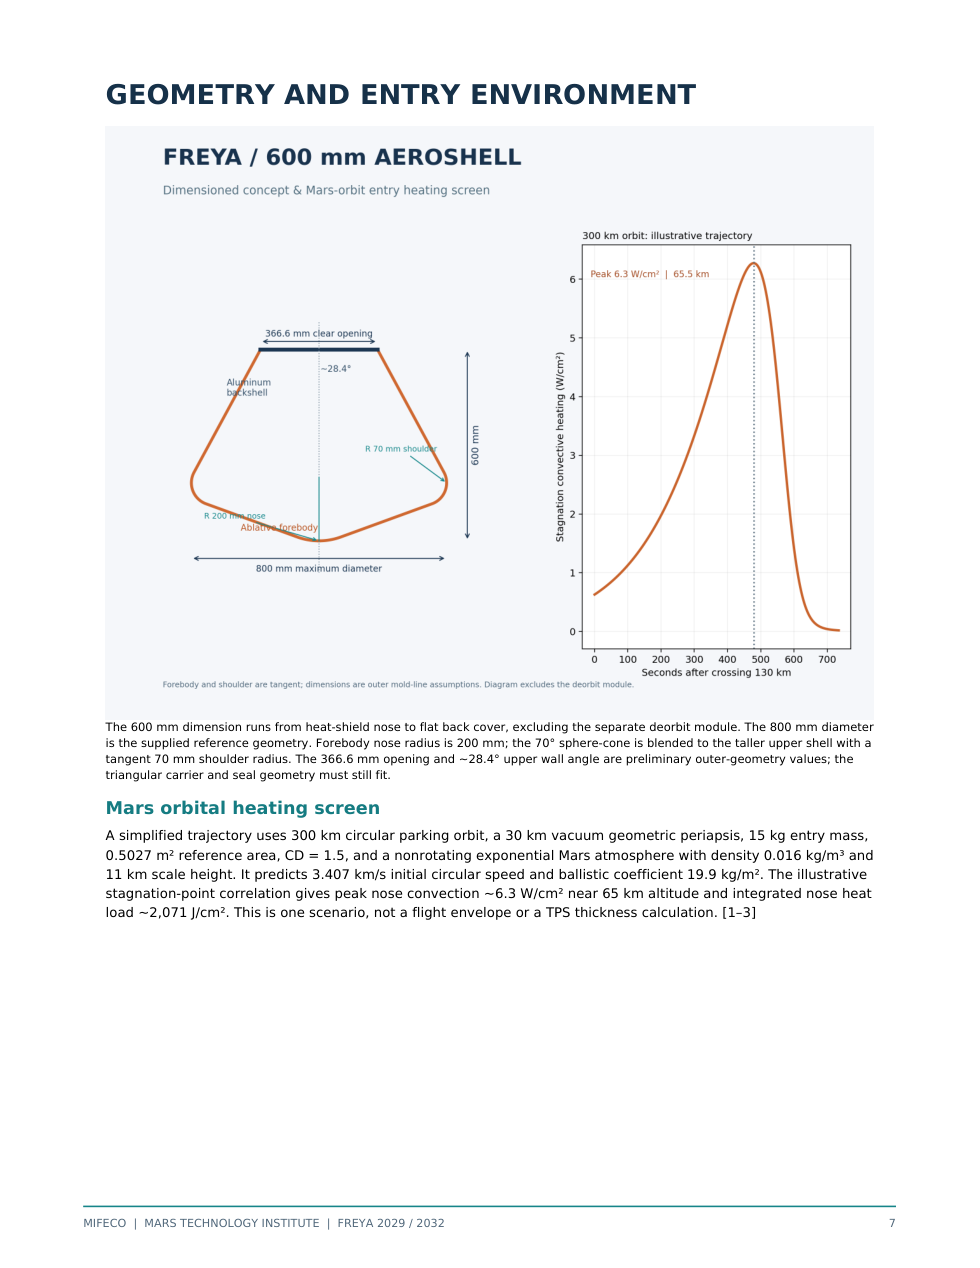 GEOMETRY AND ENTRY ENVIRONMENT
FREYA / 600 mm AEROSHELL
Dimensioned concept & Mars-orbit entry heating screen
366.6 mm clear opening
~28.4°
Aluminum
backshell
R 70 mm shoulder
600 mm
R 200 mm nose
Ablative forebody
800 mm maximum diameter
300 km orbit: illustrative trajectory
Peak 6.3 W/cm² | 65.5 km
Stagnation convective heating (W/cm²)
6
5
4
3
2
1
0
0 100 200 300 400 500 600 700
Seconds after crossing 130 km
Forebody and shoulder are tangent; dimensions are outer mold-line assumptions. Diagram excludes the deorbit module.
The 600 mm dimension runs from heat-shield nose to flat back cover, excluding the separate deorbit module. The 800 mm diameter
is the supplied reference geometry. Forebody nose radius is 200 mm; the 70° sphere-cone is blended to the taller upper shell with a
tangent 70 mm shoulder radius. The 366.6 mm opening and ~28.4° upper wall angle are preliminary outer-geometry values; the
triangular carrier and seal geometry must still fit.
Mars orbital heating screen
A simplified trajectory uses 300 km circular parking orbit, a 30 km vacuum geometric periapsis, 15 kg entry mass,
0.5027 m² reference area, CD = 1.5, and a nonrotating exponential Mars atmosphere with density 0.016 kg/m³ and
11 km scale height. It predicts 3.407 km/s initial circular speed and ballistic coefficient 19.9 kg/m². The illustrative
stagnation-point correlation gives peak nose convection ~6.3 W/cm² near 65 km altitude and integrated nose heat
load ~2,071 J/cm². This is one scenario, not a flight envelope or a TPS thickness calculation. [1–3]
MIFECO | MARS TECHNOLOGY INSTITUTE | FREYA 2029 / 2032
7